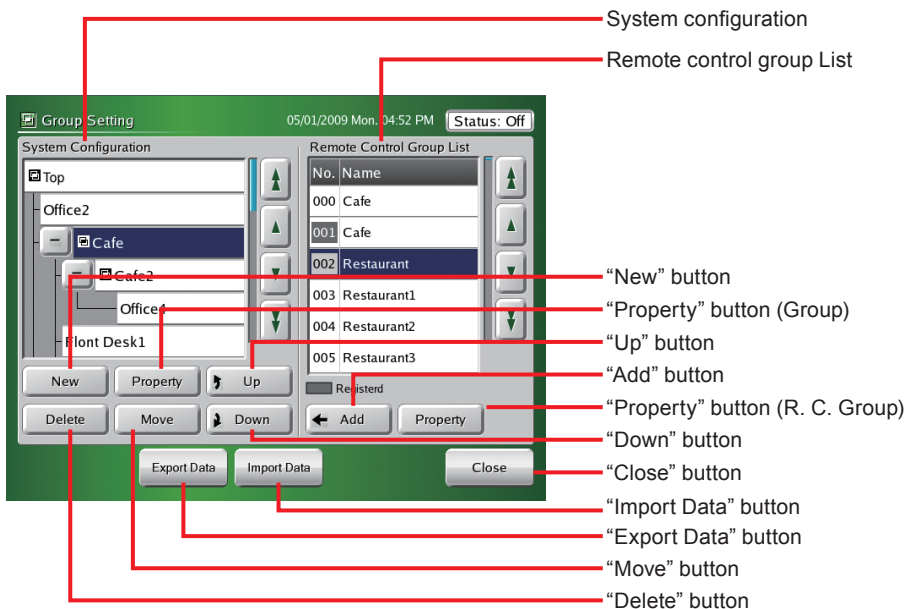 System configuration
Remote control group List
Group Setting
05/01/2009 Mon. 04:52 PM
Status: Off
System Configuration
Top
Office2
Cafe
Cafe2
Office4
Flont Desk1
New
Property
Up
Delete
Move
Down
Remote Control Group List
No. Name
000 Cafe
001 Cafe
002 Restaurant
003 Restaurant1
004 Restaurant2
005 Restaurant3
Registerd
Add
Property
Export Data
Import Data
Close
“New” button
“Property” button (Group)
“Up” button
“Add” button
“Property” button (R. C. Group)
“Down” button
“Close” button
“Import Data” button
“Export Data” button
“Move” button
“Delete” button